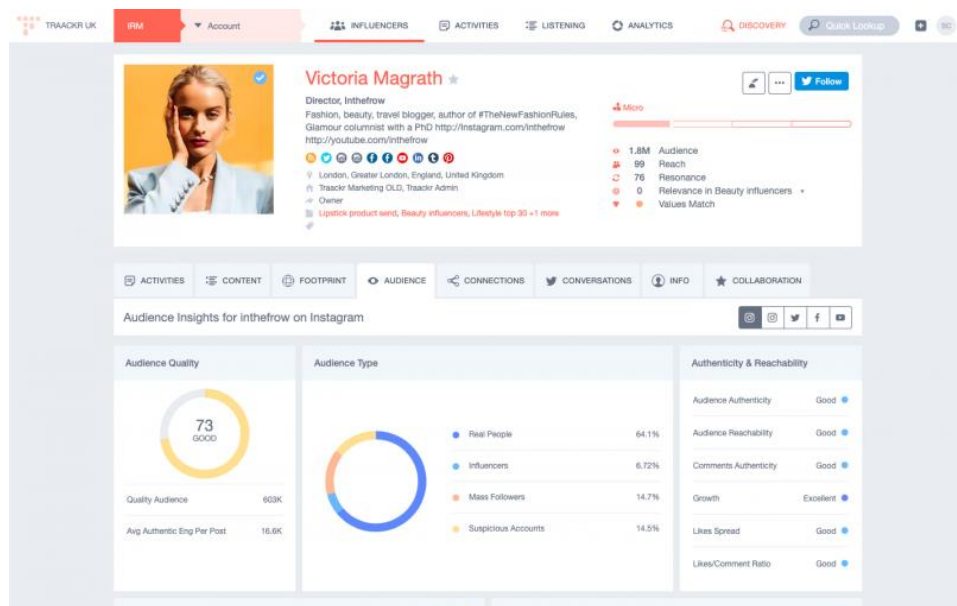 TRAACKR UK
IRM
Account
INFLUENCERS
ACTIVITIES
LISTENING
ANALYTICS
DISCOVERY
Quick Lookup
SC
Victoria Magrath
Director, Inthefrow
Fashion, beauty, travel blogger, author of #TheNewFashionRules,
Glamour columnist with a PhD http://Instagram.com/inthefrow
http://youtube.com/inthefrow
London, Greater London, England, United Kingdom
Traackr Marketing OLD, Traackr Admin
Owner
Lipstick product send, Beauty influencers, Lifestyle top 30 +1 more
Follow
Micro
1.8M Audience
99 Reach
76 Resonance
0 Relevance in Beauty influencers
Values Match
ACTIVITIES
CONTENT
FOOTPRINT
AUDIENCE
CONNECTIONS
CONVERSATIONS
INFO
COLLABORATION
Audience Insights for inthefrow on Instagram
Audience Quality
73
GOOD
Quality Audience 603K
Avg Authentic Eng Per Post 16.6K
Audience Type
Real People 64.1%
Influencers 6.72%
Mass Followers 14.7%
Suspicious Accounts 14.5%
Authenticity & Reachability
Audience Authenticity Good
Audience Reachability Good
Comments Authenticity Good
Growth Excellent
Likes Spread Good
Likes/Comment Ratio Good